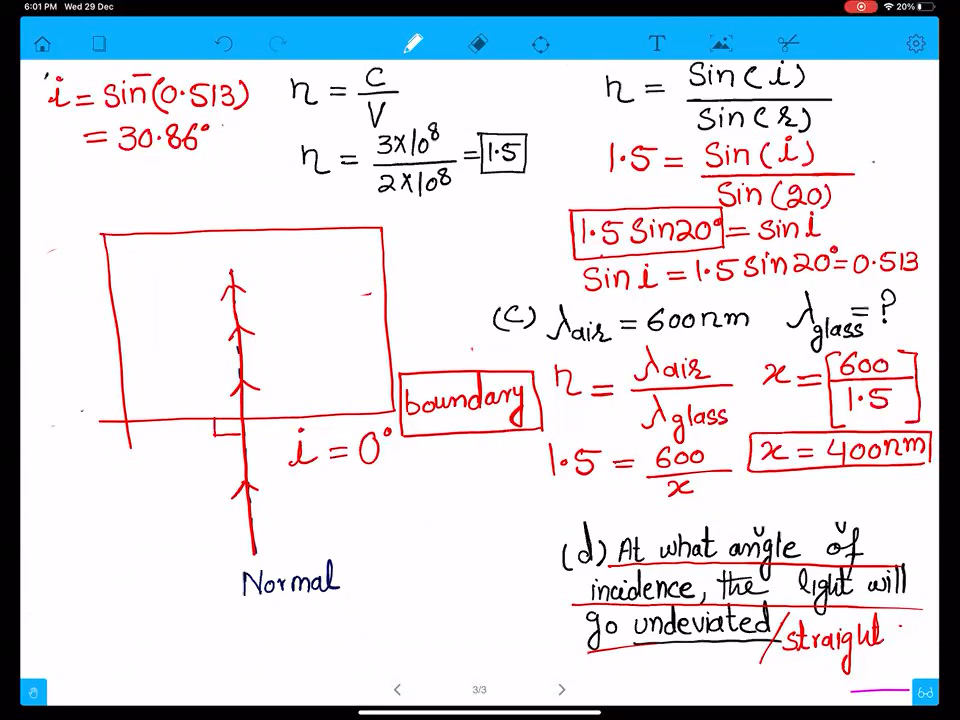 6:01 PM Wed 29 Dec
20%
T
i = sin⁻(0.513)
= 30.86°
n = C/V
n = 3×10⁸/2×10⁸ = 1.5
n = Sin(i)/Sin(r)
1.5 = Sin(i)/Sin(20)
1.5 Sin20° = Sin i
Sin i = 1.5 Sin 20° = 0.513
(c) λair = 600nm λglass = ?
n = λair/λglass
x = [600/1.5]
1.5 = 600/x
x = 400nm
boundary
i = 0°
Normal
(d) At what angle of
incidence, the light will
go undeviated/straight
3/3